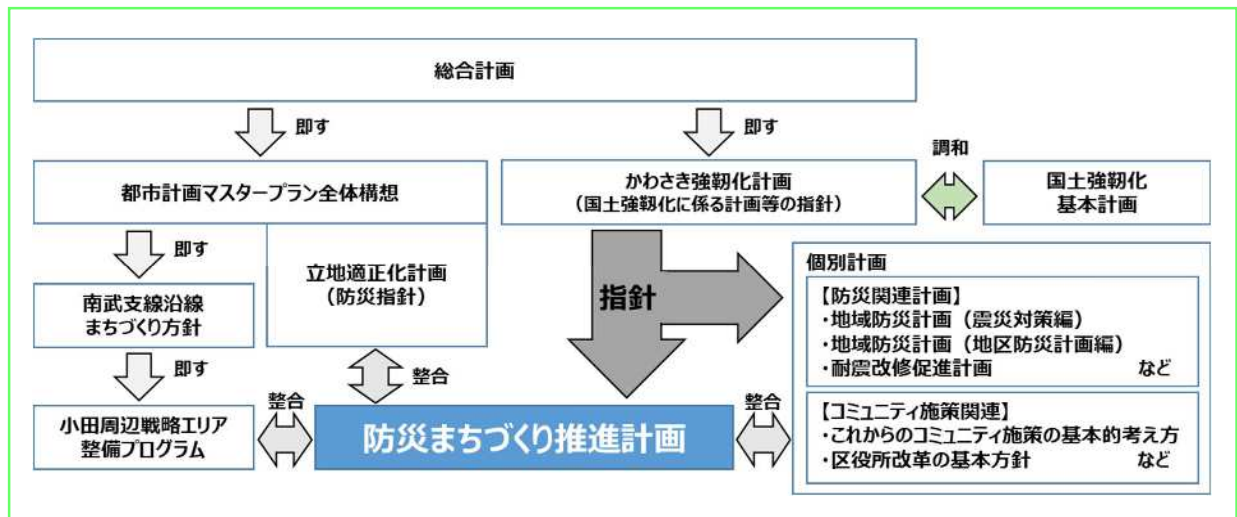 総合計画
即す
即す
調和
都市計画マスタープラン全体構想
かわさき強靱化計画
(国土強靱化に係る計画等の指針)
国土強靱化
基本計画
即す
立地適正化計画
(防災指針)
指針
南武支線沿線
まちづくり方針
即す
整合
小田周辺戦略エリア
整備プログラム
整合
防災まちづくり推進計画
整合
個別計画
【防災関連計画】
・地域防災計画(震災対策編)
・地域防災計画(地区防災計画編)
・耐震改修促進計画 など
【コミュニティ施策関連】
・これからのコミュニティ施策の基本的考え方
・区役所改革の基本方針 など